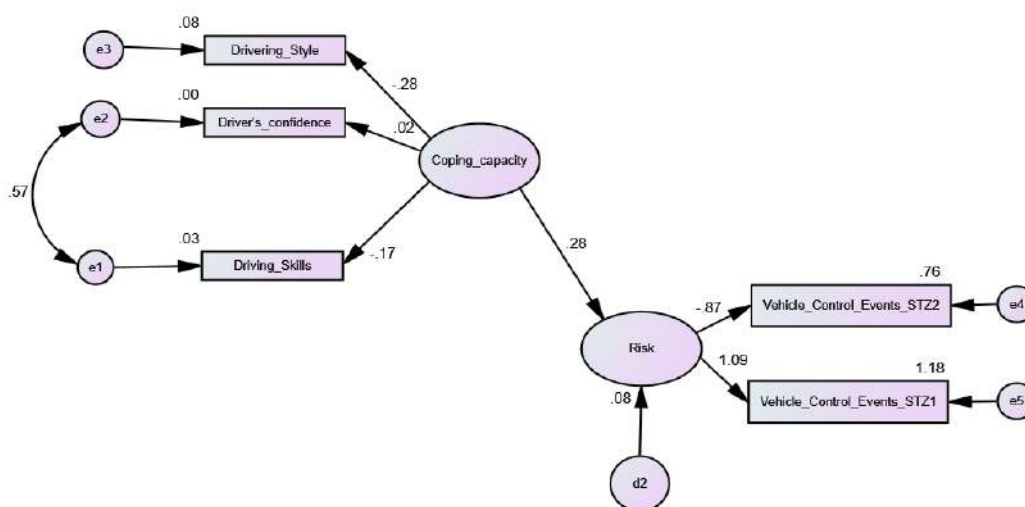 .08
e3
Drivering_Style
-.28
.00
e2
Driver's_confidence
.02
Coping_capacity
.57
.03
e1
Driving_Skills
-.17
.28
.76
Vehicle_Control_Events_STZ2
e4
-.87
Risk
1.09
1.18
Vehicle_Control_Events_STZ1
e5
.08
d2